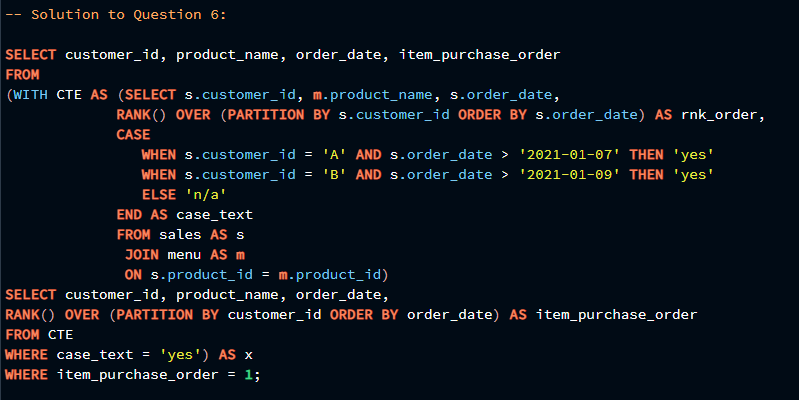 -- Solution to Question 6:
SELECT customer_id, product_name, order_date, item_purchase_order
FROM
(WITH CTE AS (SELECT s.customer_id, m.product_name, s.order_date,
RANK() OVER (PARTITION BY s.customer_id ORDER BY s.order_date) AS rnk_order,
CASE
WHEN s.customer_id = 'A' AND s.order_date > '2021-01-07' THEN 'yes'
WHEN s.customer_id = 'B' AND s.order_date > '2021-01-09' THEN 'yes'
ELSE 'n/a'
END AS case_text
FROM sales AS s
JOIN menu AS m
ON s.product_id = m.product_id)
SELECT customer_id, product_name, order_date,
RANK() OVER (PARTITION BY customer_id ORDER BY order_date) AS item_purchase_order
FROM CTE
WHERE case_text = 'yes') AS x
WHERE item_purchase_order = 1;